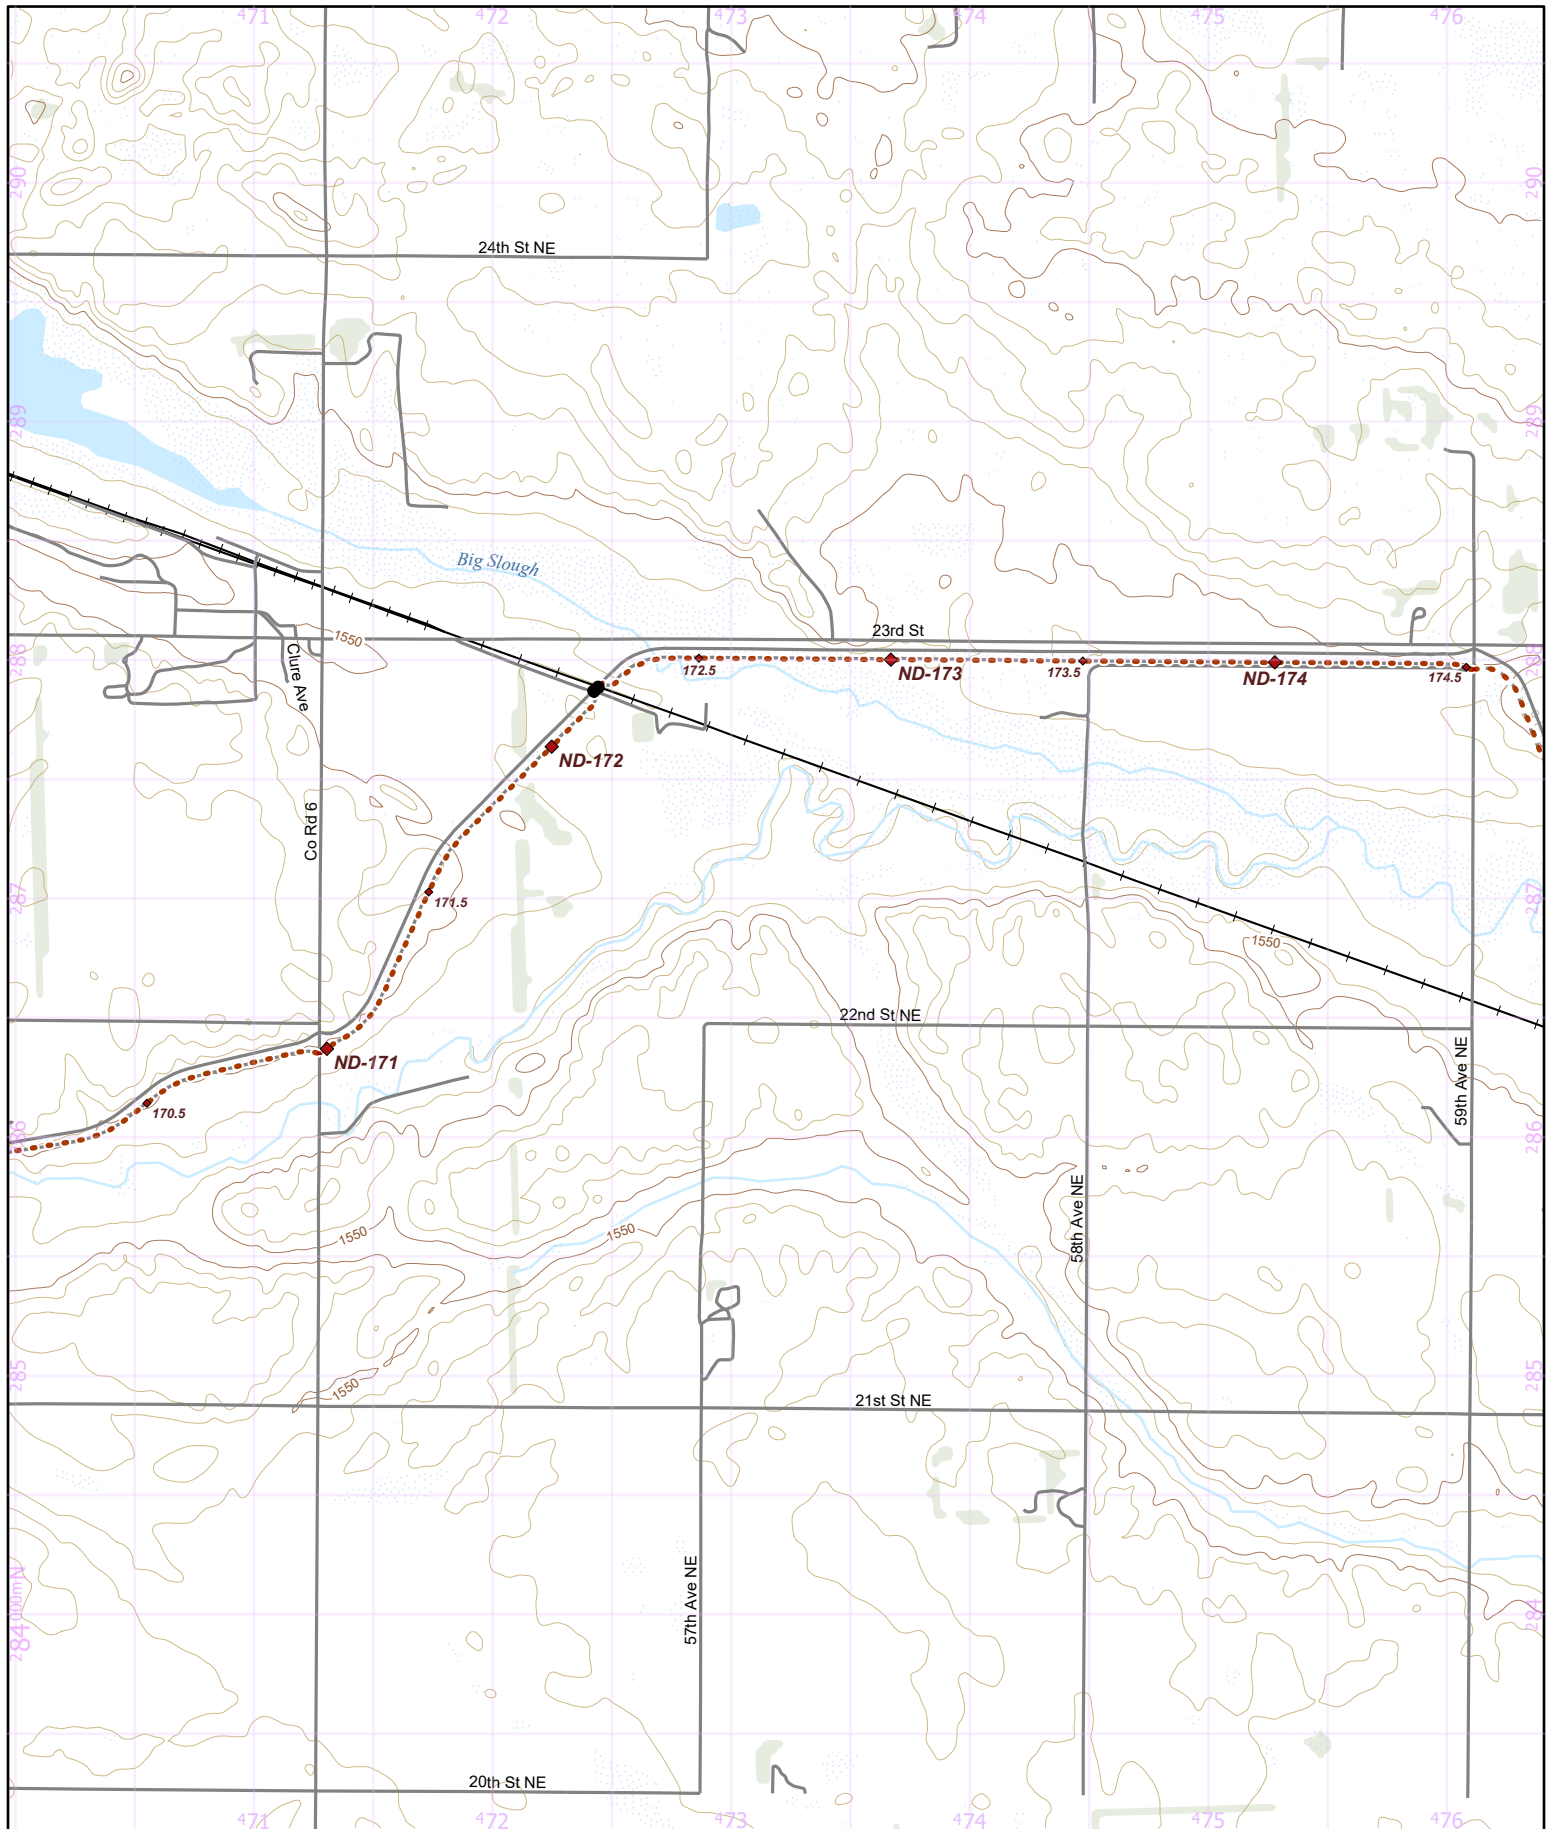 471 472 473 474 475 476
290 290
24th St NE
289 289
Big Slough
23rd St
1550
288 288
Clure Ave
172.5
ND-173
173.5
ND-174
174.5
ND-172
Co Rd 9
171.5
287 287
1550
22nd St NE
ND-171
59th Ave NE
170.5
286 286
58th Ave NE
1550
1550
285 285
1550
21st St NE
57th Ave NE
284000mN
284
20th St NE
471 472 473 474 475 476